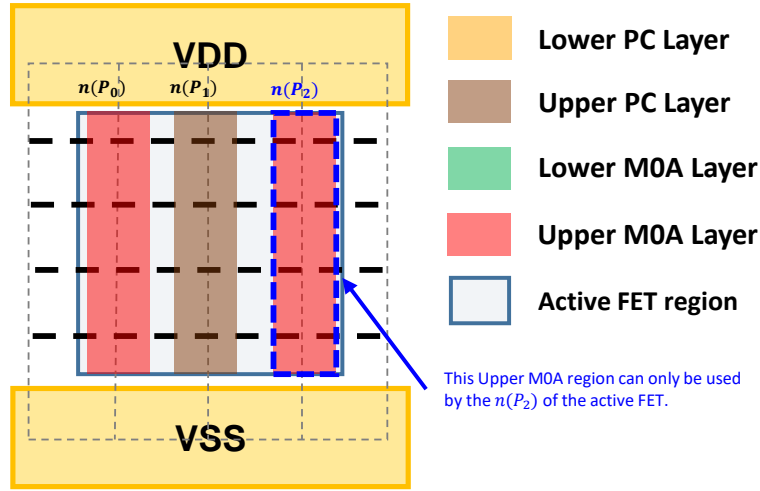 VDD
n(P₀) n(P₁) n(P₂)
VSS
Lower PC Layer
Upper PC Layer
Lower M0A Layer
Upper M0A Layer
Active FET region
This Upper M0A region can only be used
by the n(P₂) of the active FET.